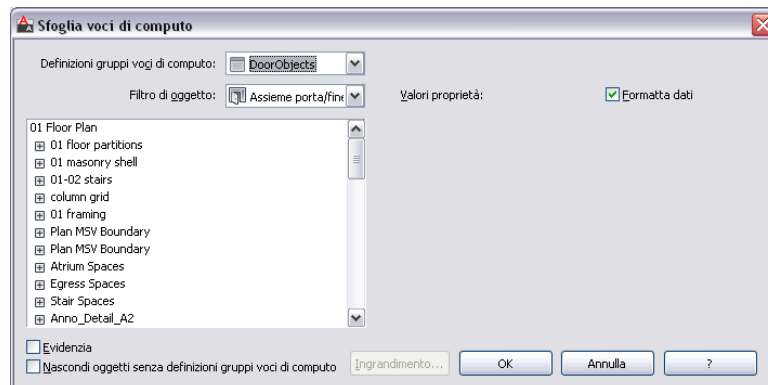 Sfoglia voci di computo
Definizioni gruppi voci di computo: DoorObjects
Filtro di oggetto: Assieme porta/fine
Valori proprietà:
Formatta dati
01 Floor Plan
01 floor partitions
01 masonry shell
01-02 stairs
column grid
01 framing
Plan MSV Boundary
Plan MSV Boundary
Atrium Spaces
Egress Spaces
Stair Spaces
Anno_Detail_A2
Evidenzia
Nascondi oggetti senza definizioni gruppi voci di computo
Ingrandimento... OK Annulla ?